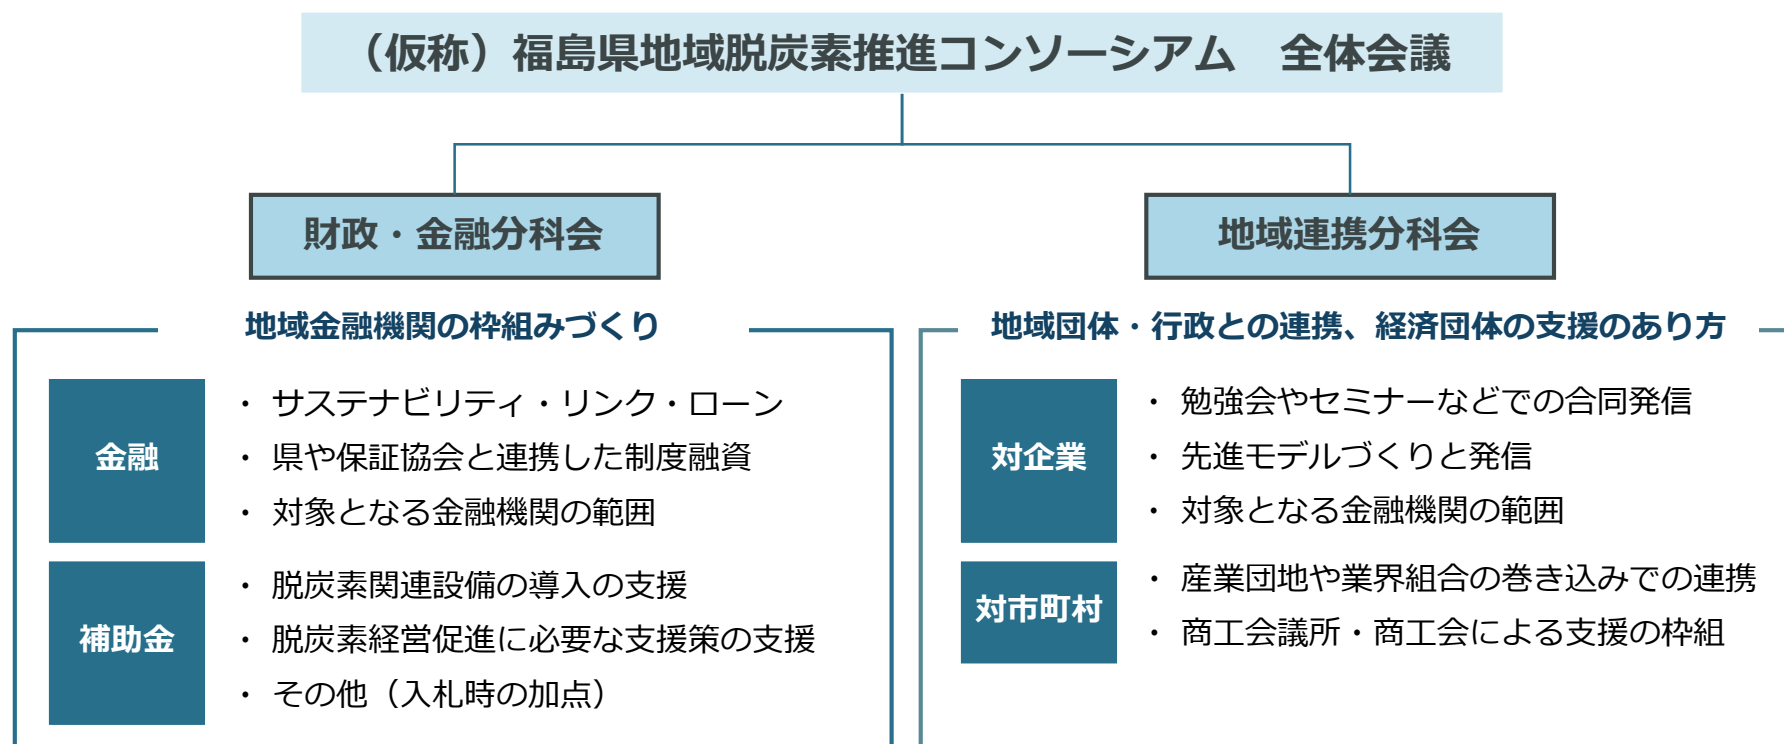 （仮称）福島県地域脱炭素推進コンソーシアム　全体会議
財政・金融分科会
地域金融機関の枠組みづくり
金融
・ サステナビリティ・リンク・ローン
・ 県や保証協会と連携した制度融資
・ 対象となる金融機関の範囲
補助金
・ 脱炭素関連設備の導入の支援
・ 脱炭素経営促進に必要な支援策の支援
・ その他（入札時の加点）
地域連携分科会
地域団体・行政との連携、経済団体の支援のあり方
対企業
・ 勉強会やセミナーなどでの合同発信
・ 先進モデルづくりと発信
・ 対象となる金融機関の範囲
対市町村
・ 産業団地や業界組合の巻き込みでの連携
・ 商工会議所・商工会による支援の枠組